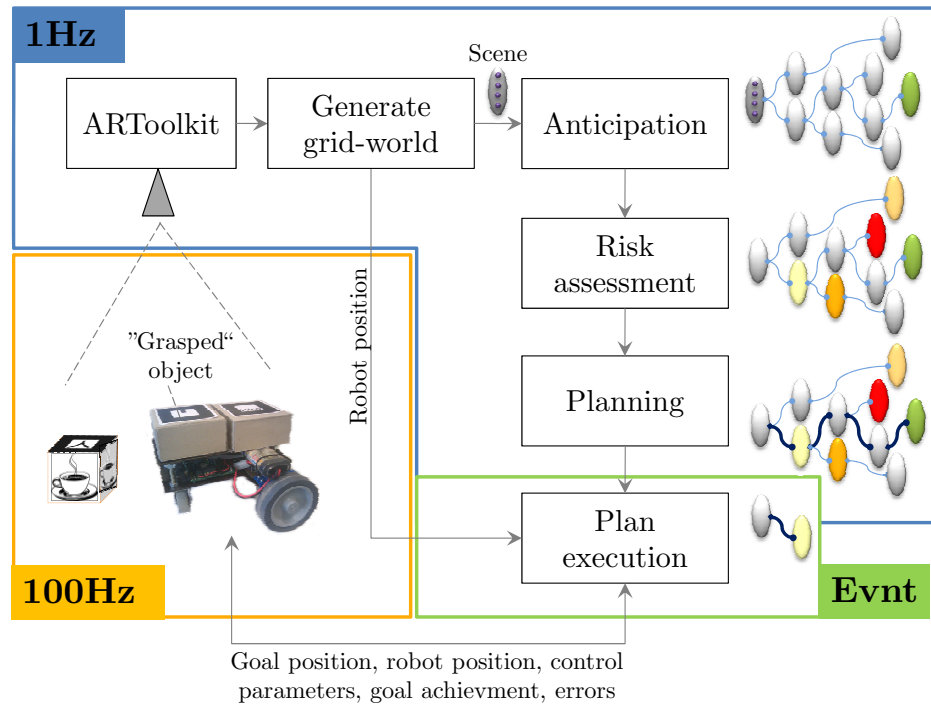 1Hz
Scene
ARToolkit
Generate
grid-world
Anticipation
Risk
assessment
Robot position
"Grasped“
object
Planning
Plan
execution
100Hz
Evnt
Goal position, robot position, control
parameters, goal achievment, errors